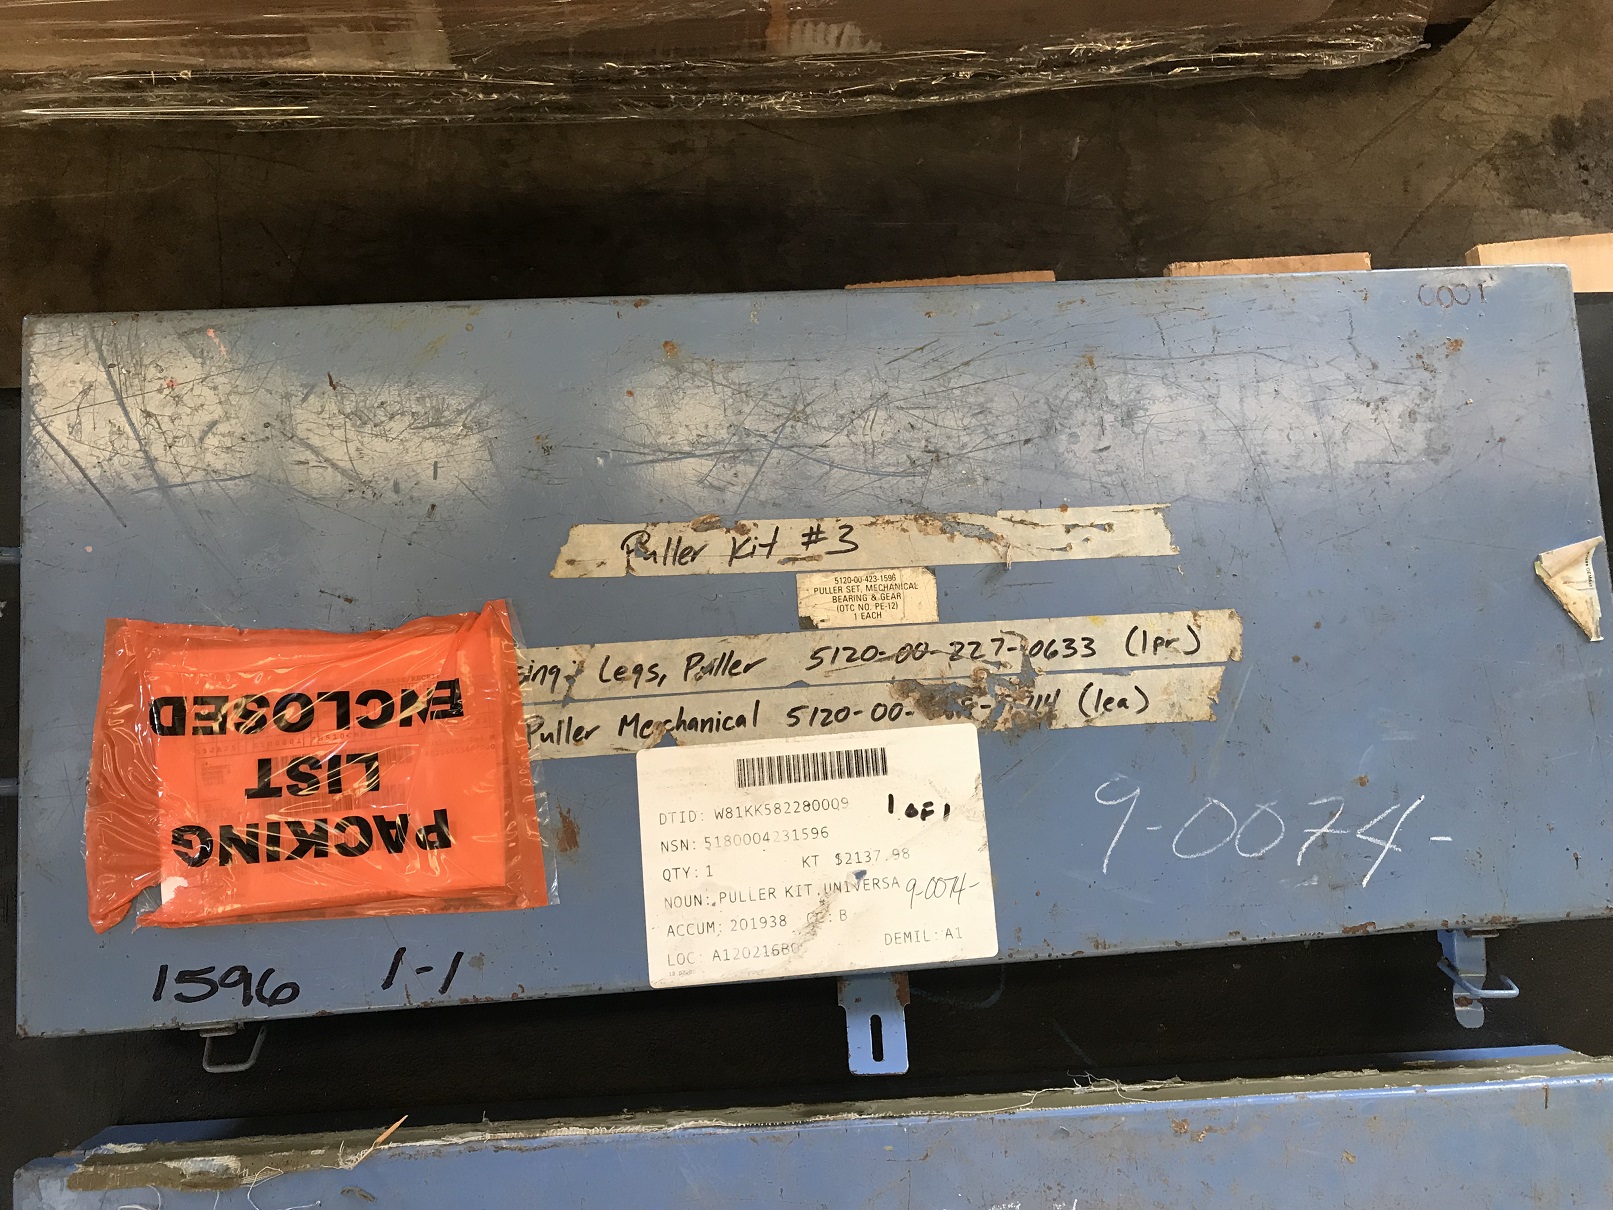 0001
Puller Kit #3
5120-00-423-1596
PULLER SET, MECHANICAL
BEARING & GEAR
(OTC NO. PE-12)
1 EACH
Legs, Puller 5120-00-227-0633 (1pr)
Puller Mechanical 5120-00- (1ea)
PACKING
LIST
ENCLOSED
DTID: W81KK582280009
1 OF 1
NSN: 5180004231596
QTY: 1 KT $2137.98
NOUN: PULLER KIT,UNIVERSA 9-0074-
ACCUM: 201938 CC: B
LOC: DEMIL: A1
9-0074-
1596 1-1